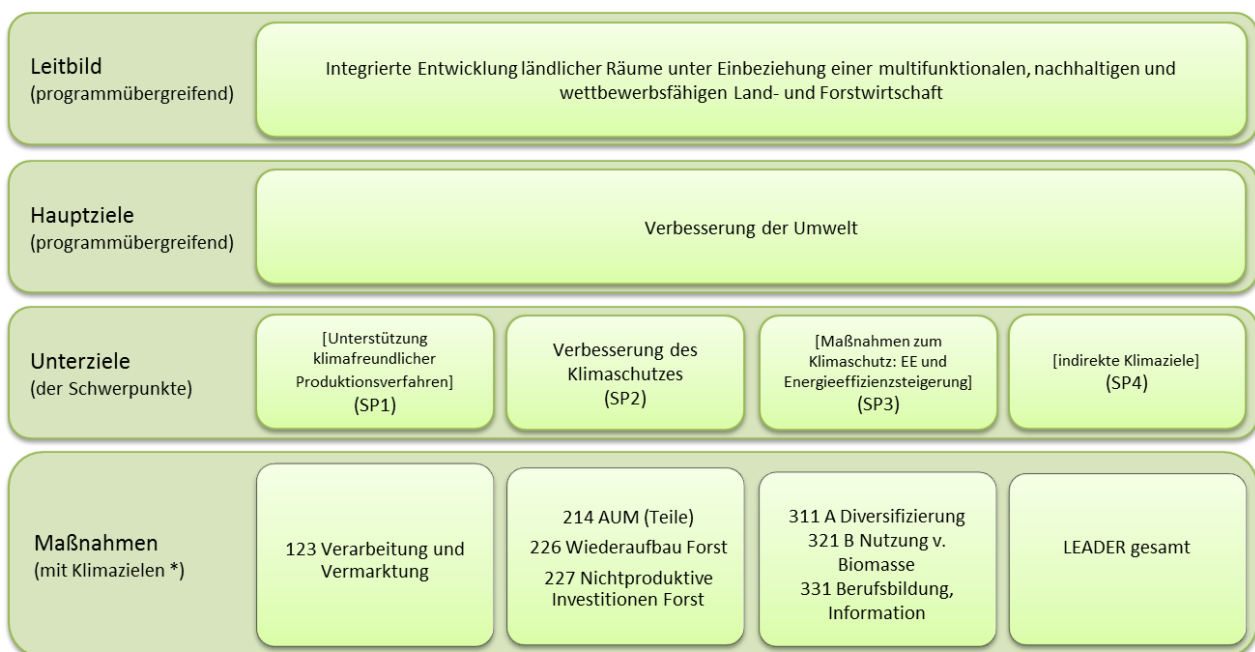 Leitbild
(programmübergreifend)
Integrierte Entwicklung ländlicher Räume unter Einbeziehung einer multifunktionalen, nachhaltigen und
wettbewerbsfähigen Land- und Forstwirtschaft
Hauptziele
(programmübergreifend)
Verbesserung der Umwelt
Unterziele
(der Schwerpunkte)
[Unterstützung
klimafreundlicher
Produktionsverfahren]
(SP1)
Verbesserung des
Klimaschutzes
(SP2)
[Maßnahmen zum
Klimaschutz: EE und
Energieeffizienzsteigerung]
(SP3)
[indirekte Klimaziele]
(SP4)
Maßnahmen
(mit Klimazielen *)
123 Verarbeitung und
Vermarktung
214 AUM (Teile)
226 Wiederaufbau Forst
227 Nichtproduktive
Investitionen Forst
311 A Diversifizierung
321 B Nutzung v.
Biomasse
331 Berufsbildung,
Information
LEADER gesamt